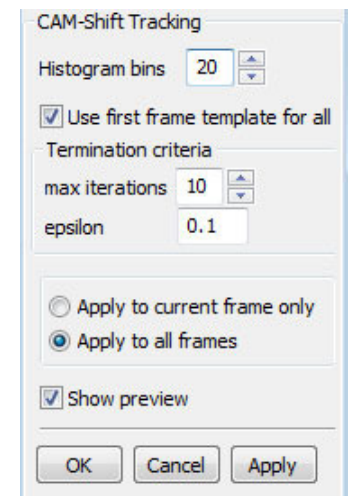 CAM-Shift Tracking
Histogram bins 20
Use first frame template for all
Termination criteria
max iterations 10
epsilon 0.1
Apply to current frame only
Apply to all frames
Show preview
OK Cancel Apply